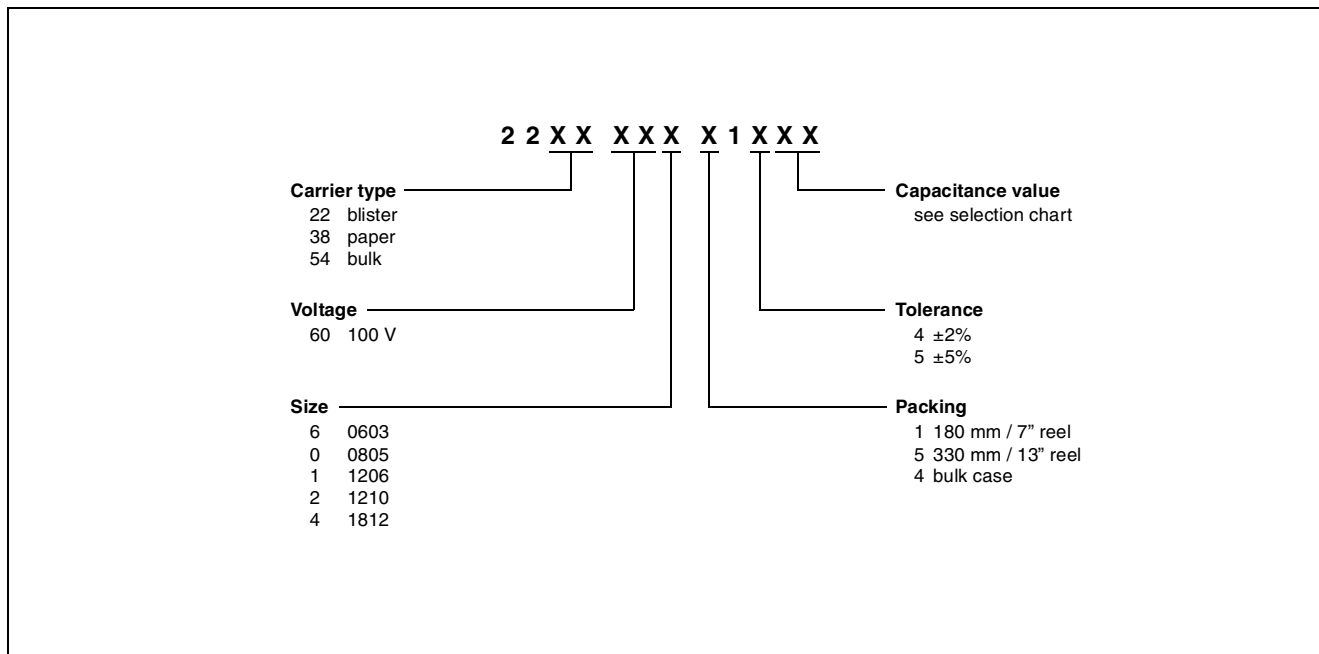 2 2 X X X X X X 1 X X X
Carrier type
22 blister
38 paper
54 bulk
Voltage
60 100 V
Size
6 0603
0 0805
1 1206
2 1210
4 1812
Capacitance value
see selection chart
Tolerance
4 ±2%
5 ±5%
Packing
1 180 mm / 7” reel
5 330 mm / 13” reel
4 bulk case